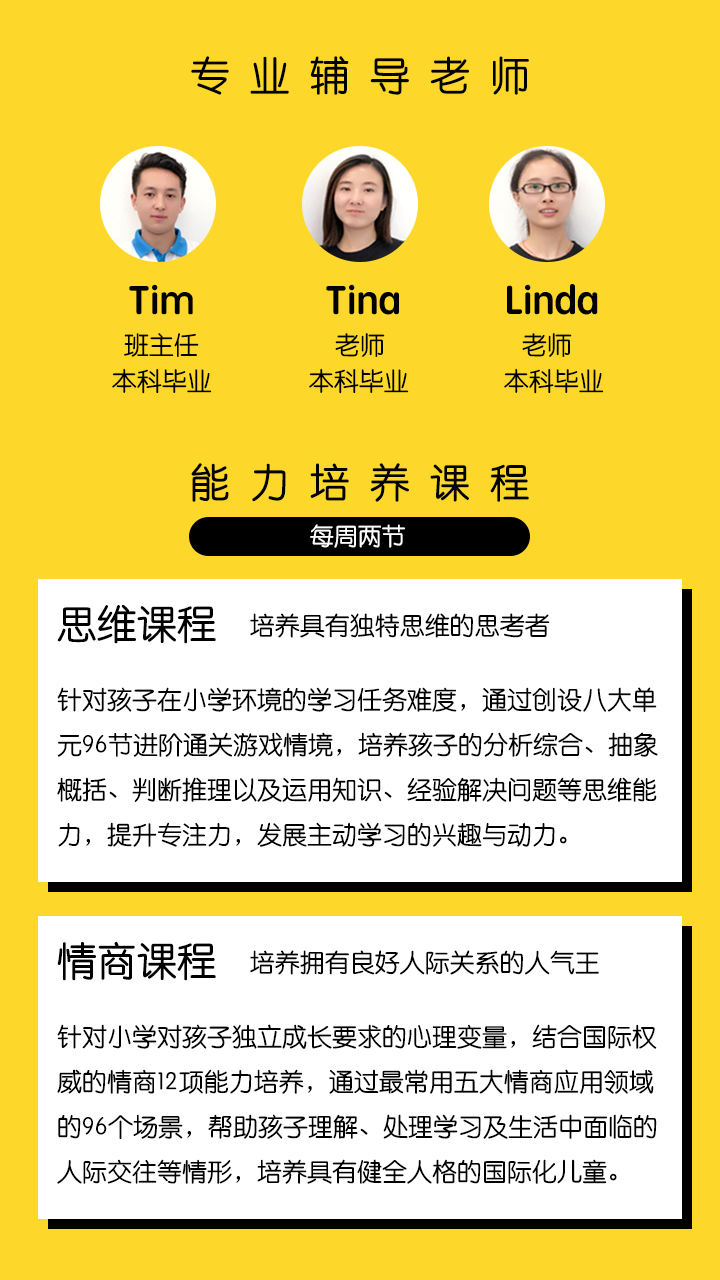 专业辅导老师
Tim
Tina
Linda
班主任
老师
老师
本科毕业
本科毕业
本科毕业
能力培养课程
每周两节
思维课程
培养具有独特思维的思考者
针对孩子在小学环境的学习任务难度，通过创设八大单
元96节进阶通关游戏情境，培养孩子的分析综合、抽象
概括、判断推理以及运用知识、经验解决问题等思维能
力，提升专注力，发展主动学习的兴趣与动力。
情商课程
培养拥有良好人际关系的人气王
针对小学对孩子独立成长要求的心理变量，结合国际权
威的情商12项能力培养，通过最常用五大情商应用领域
的96个场景，帮助孩子理解、处理学习及生活中面临的
人际交往等情形，培养具有健全人格的国际化儿童。